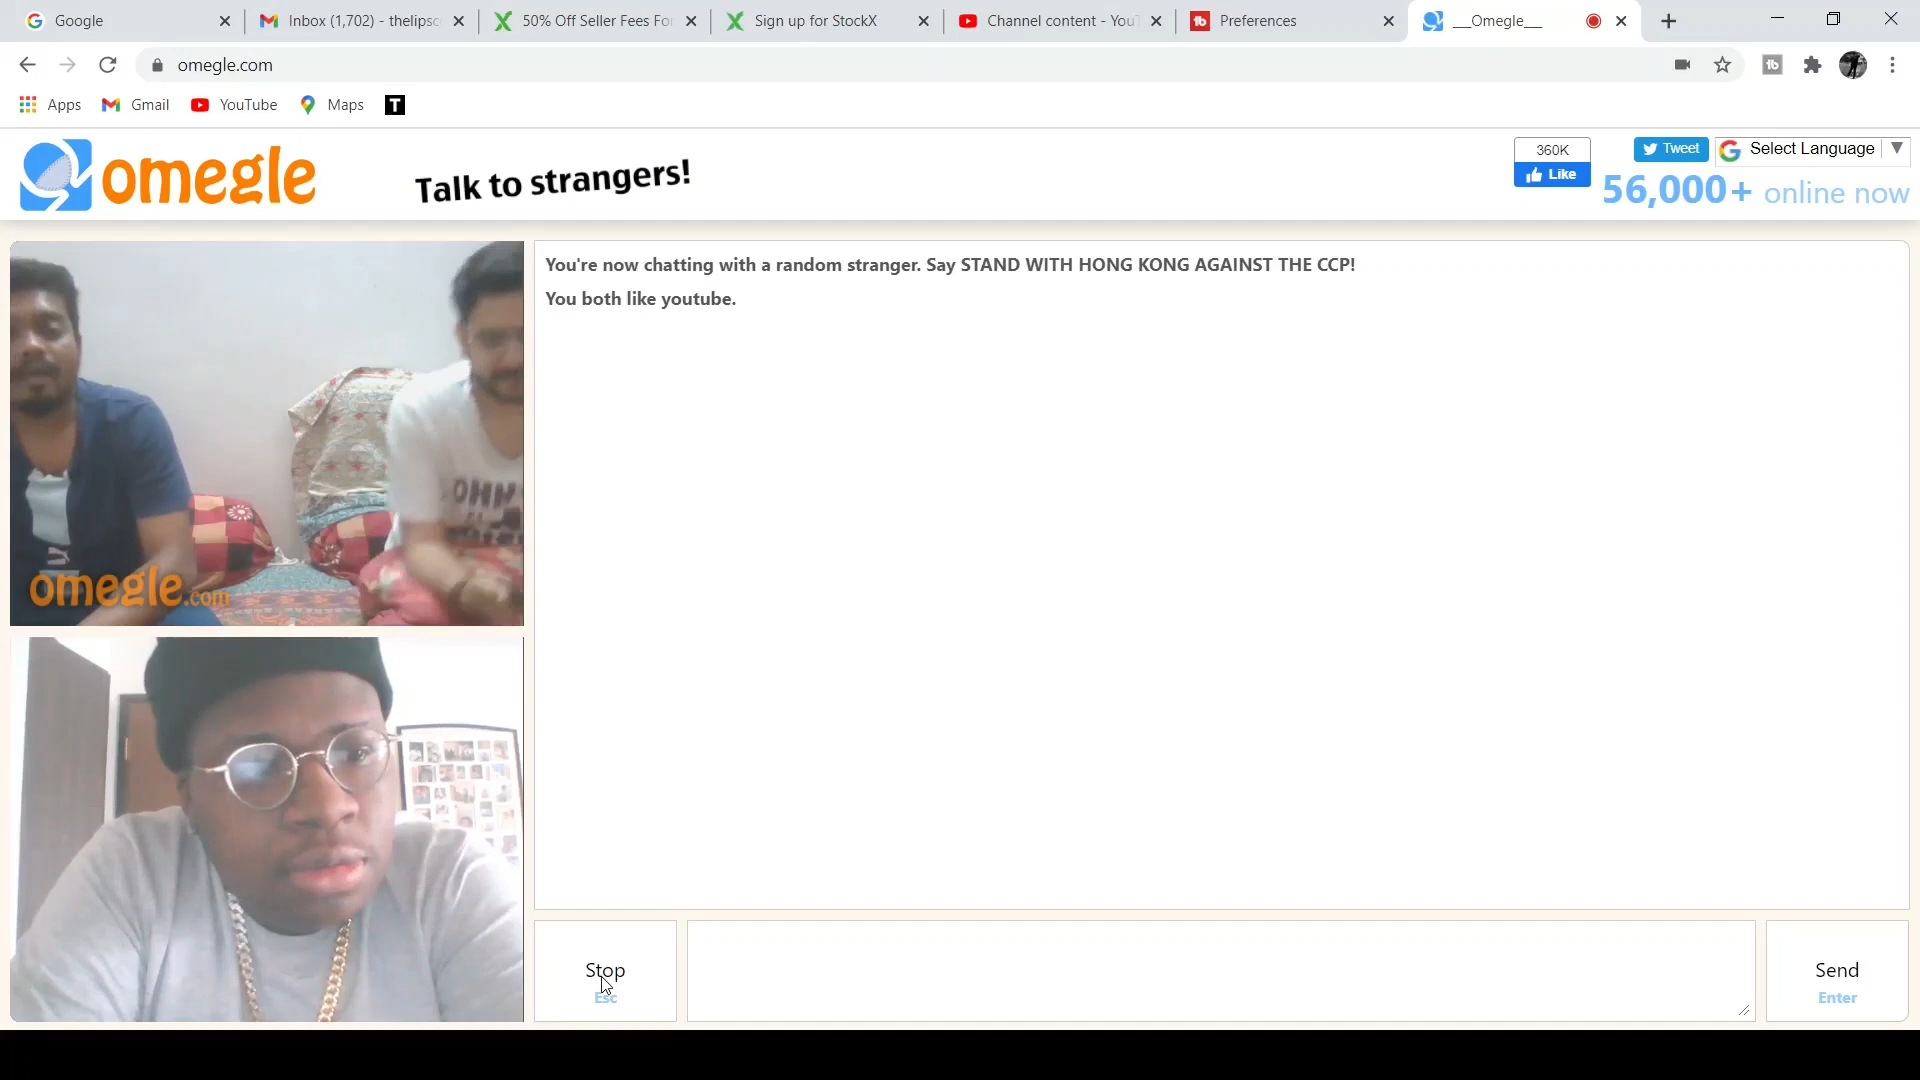 Google
Inbox (1,702) - thelipsc
50% Off Seller Fees For
Sign up for StockX
Channel content - YouT
Preferences
__Omegle__
omegle.com
Apps
Gmail
YouTube
Maps
T
omegle
Talk to strangers!
360K
Like
Tweet
Select Language
56,000+ online now
You're now chatting with a random stranger. Say STAND WITH HONG KONG AGAINST THE CCP!
You both like youtube.
OHN
omegle.com
Stop
Esc
Send
Enter